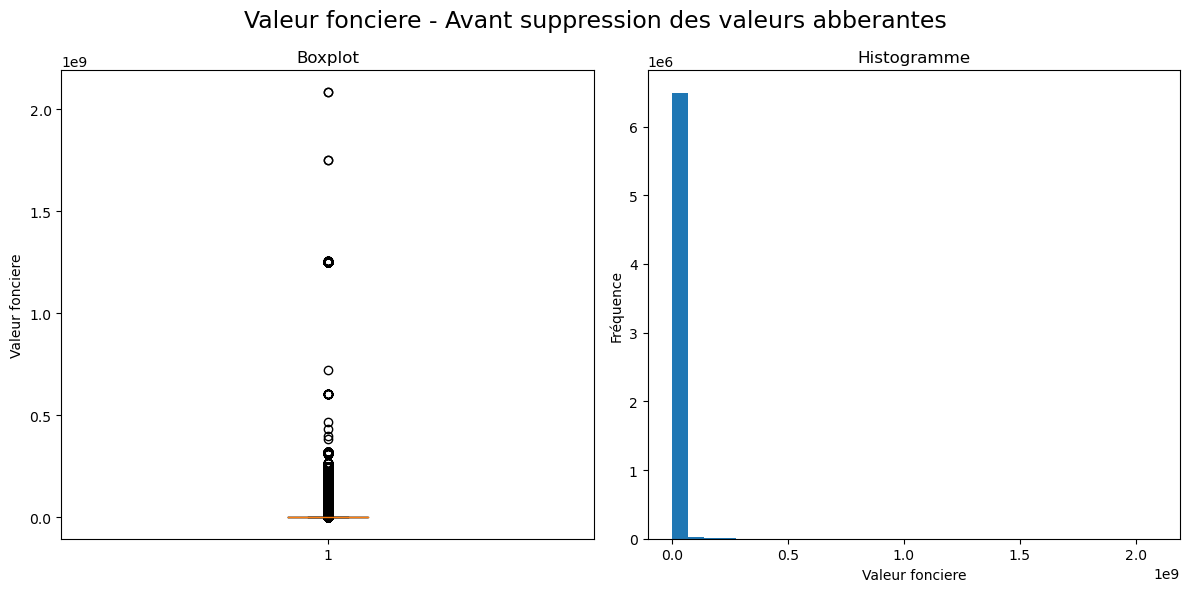 Valeur fonciere - Avant suppression des valeurs abberantes
Boxplot
1e9
Valeur fonciere
2.0
1.5
1.0
0.5
0.0
1
Histogramme
1e6
Fréquence
6
5
4
3
2
1
0
0.0 0.5 1.0 1.5 2.0
1e9
Valeur fonciere